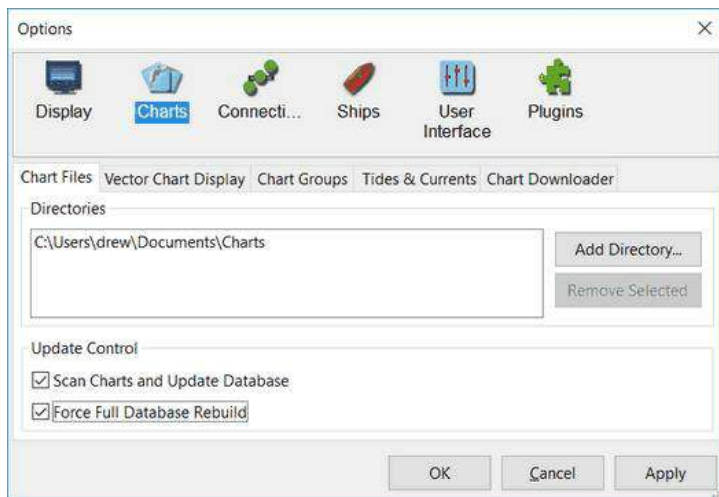 Options
Display
Charts
Connecti...
Ships
User
Interface
Plugins
Chart Files
Vector Chart Display
Chart Groups
Tides & Currents
Chart Downloader
Directories
C:\Users\drew\Documents\Charts
Add Directory...
Remove Selected
Update Control
Scan Charts and Update Database
Force Full Database Rebuild
OK
Cancel
Apply